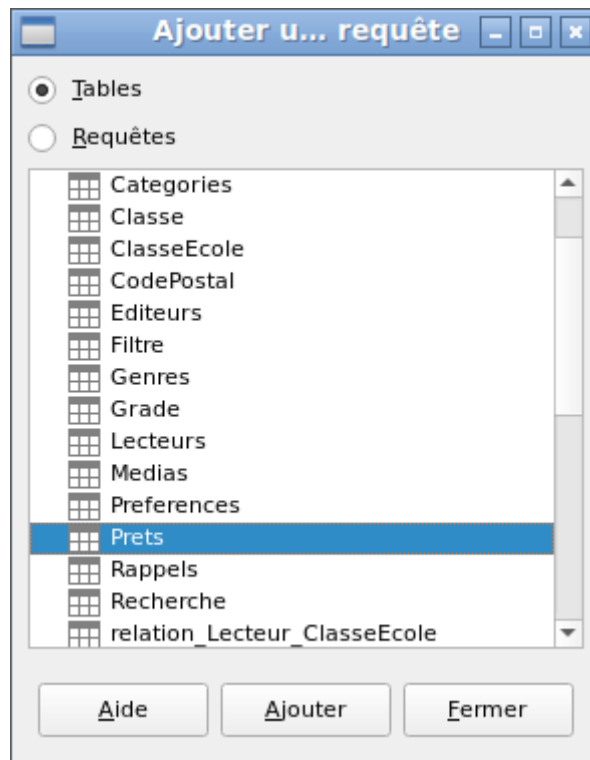 Ajouter u... requête
Tables
Requêtes
Categories
Classe
ClasseEcole
CodePostal
Editeurs
Filtre
Genres
Grade
Lecteurs
Medias
Preferences
Prets
Rappels
Recherche
relation_Lecteur_ClasseEcole
Aide Ajouter Fermer